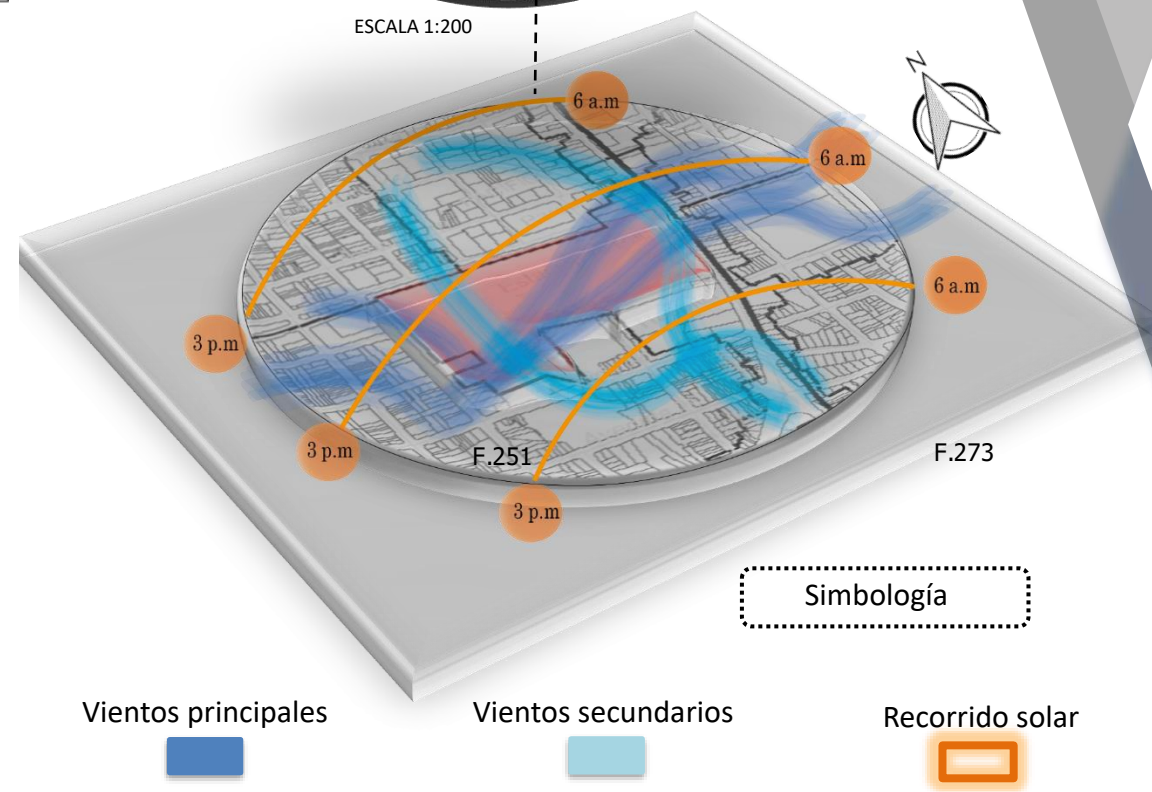 ESCALA 1:200
N
6 a.m
6 a.m
6 a.m
3 p.m
3 p.m
F.251
F.273
3 p.m
Simbología
Vientos principales
Vientos secundarios
Recorrido solar